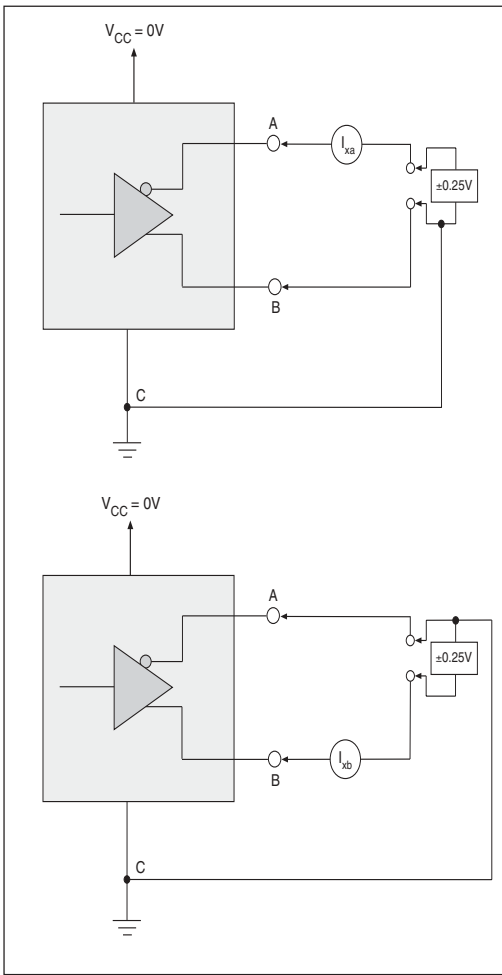 V_CC = 0V
A
I_xa
±0.25V
B
C
V_CC = 0V
A
±0.25V
B
I_xb
C